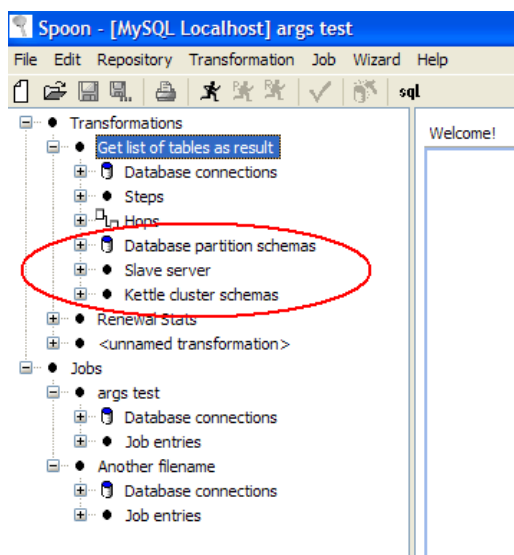 Spoon - [MySQL Localhost] args test
File Edit Repository Transformation Job Wizard Help
sql
Transformations
Welcome!
Get list of tables as result
Database connections
Steps
Hops
Database partition schemas
Slave server
Kettle cluster schemas
Renewal Stats
<unnamed transformation>
Jobs
args test
Database connections
Job entries
Another filename
Database connections
Job entries